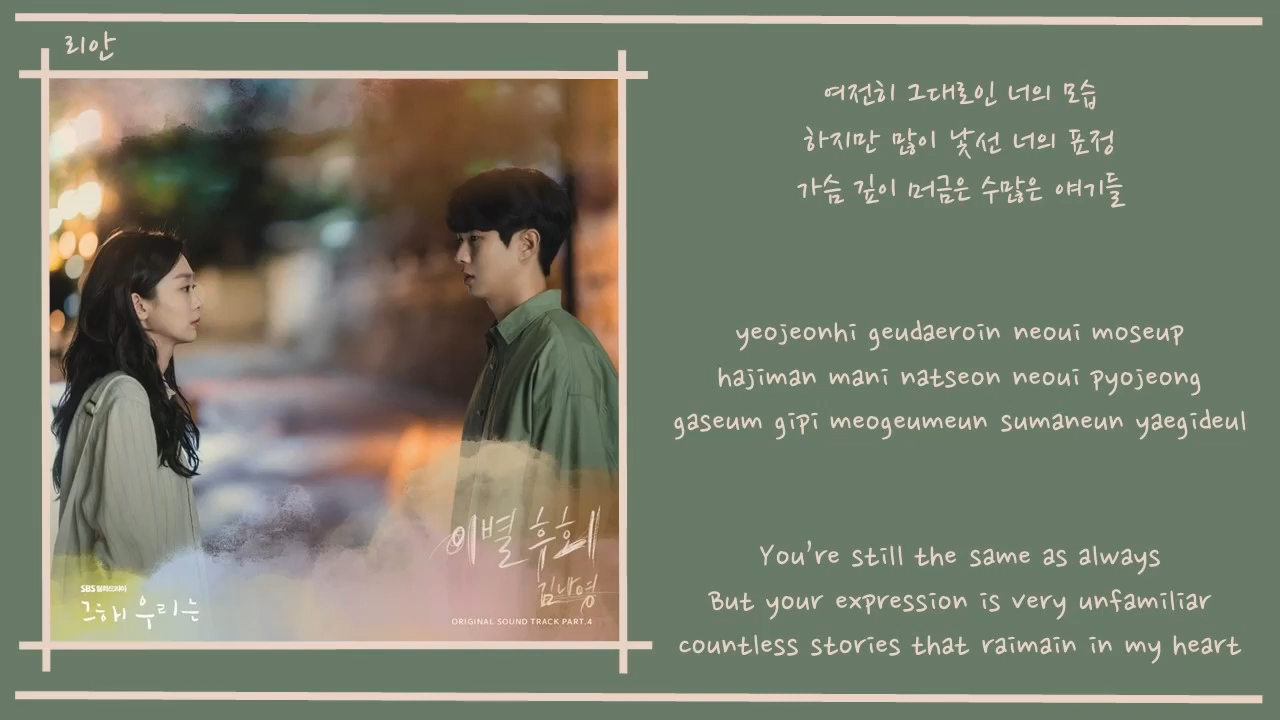 리안
이별후회
김나영
SBS 월화드라마
그해 우리는
ORIGINAL SOUND TRACK PART.4
여전히 그대로인 너의 모습
하지만 많이 낯선 너의 표정
가슴 깊이 머금은 수많은 얘기들
yeojeonhi geudaeroin neoui moseup
hajiman mani natseon neoui pyojeong
gaseum gipi meogeumeun sumaneun yaegideul
You're still the same as always
But your expression is very unfamiliar
countless stories that raimain in my heart